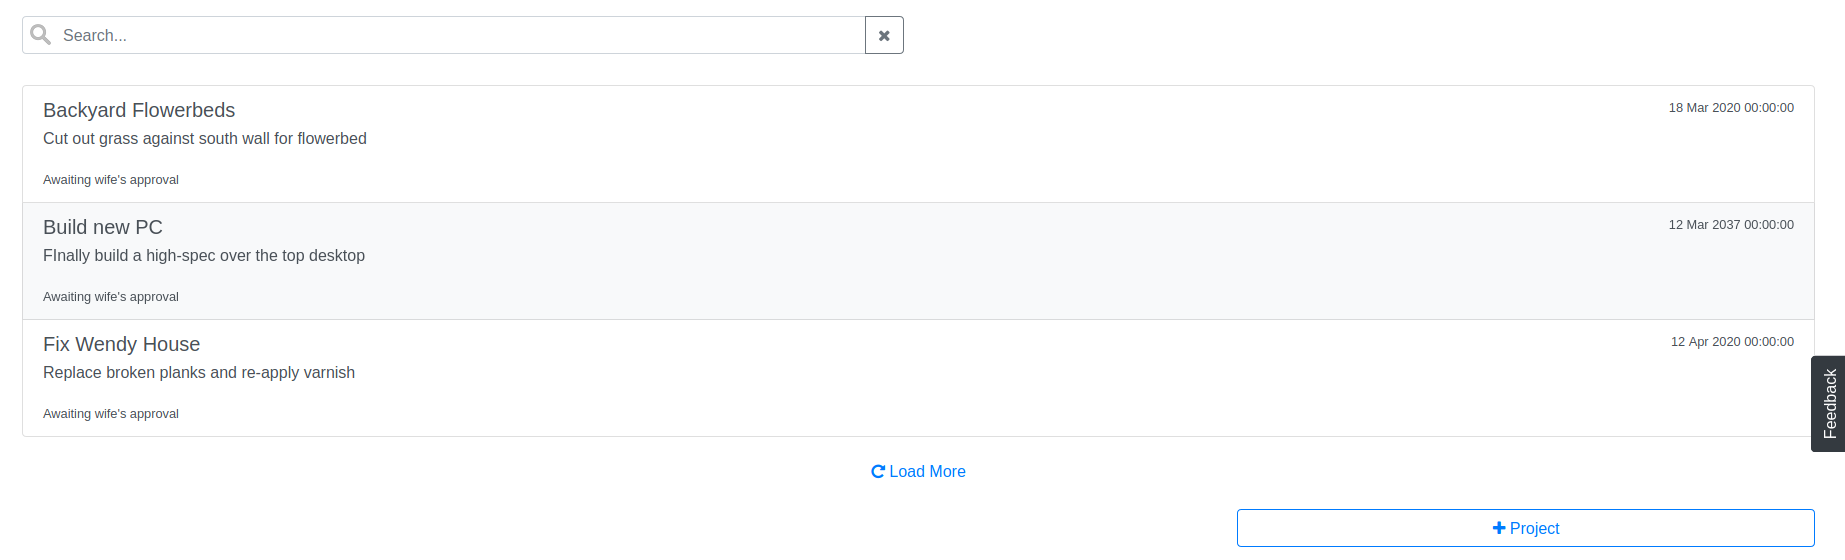 Search...
Backyard Flowerbeds
18 Mar 2020 00:00:00
Cut out grass against south wall for flowerbed
Awaiting wife's approval
Build new PC
12 Mar 2037 00:00:00
FInally build a high-spec over the top desktop
Awaiting wife's approval
Fix Wendy House
12 Apr 2020 00:00:00
Replace broken planks and re-apply varnish
Awaiting wife's approval
Feedback
Load More
Project